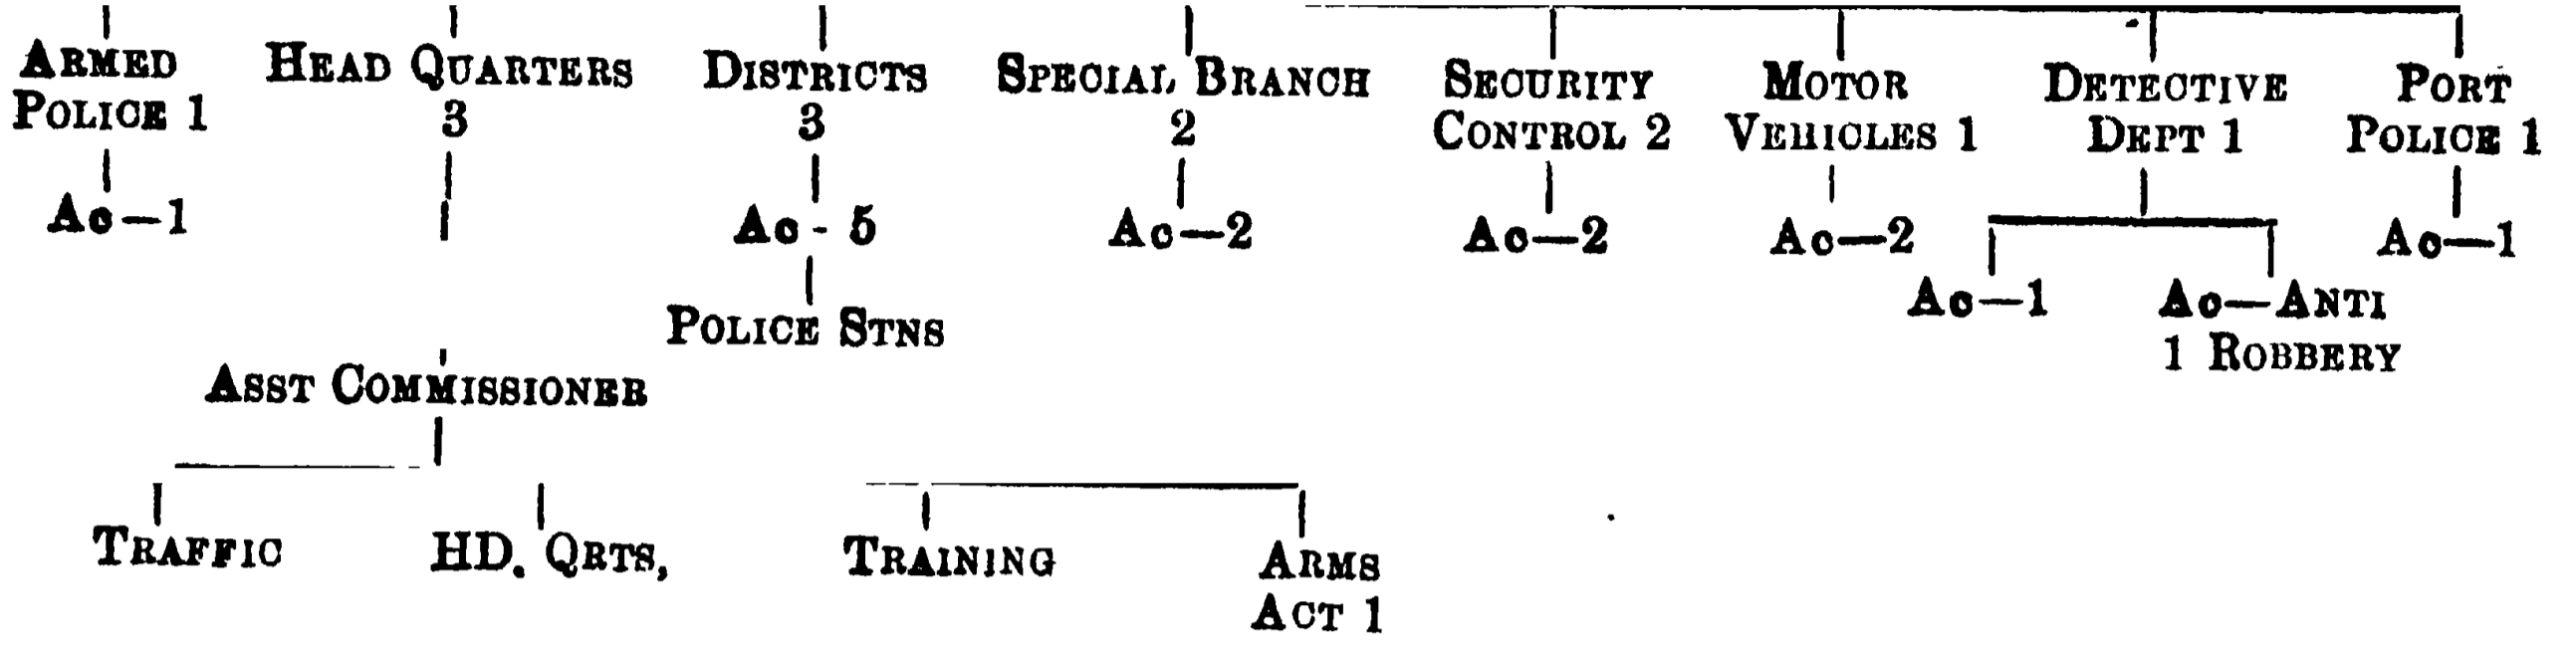 ARMED
POLICE 1
AC—1
HEAD QUARTERS
3
DISTRICTS
3
AC - 5
POLICE STNS
SPECIAL BRANCH
2
AC—2
SECURITY
CONTROL 2
AC—2
MOTOR
VEHICLES 1
AC—2
DETECTIVE
DEPT 1
AC—1
AC—ANTI
1 ROBBERY
PORT
POLICE 1
AC—1
ASST COMMISSIONER
TRAFFIC
HD. QRTS,
TRAINING
ARMS
ACT 1